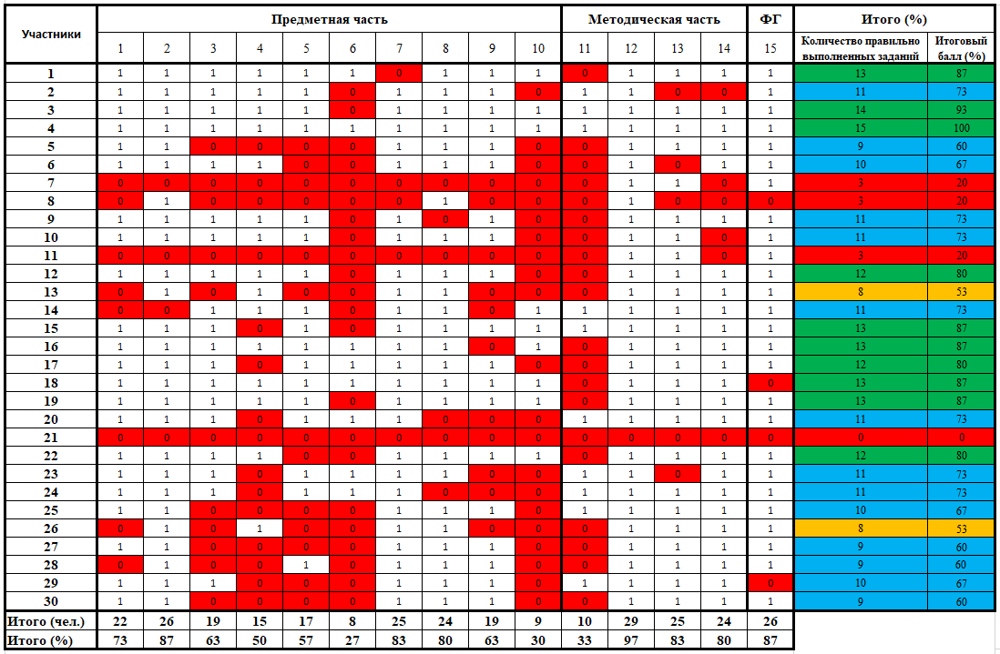 Участники Предметная часть Методическая часть ФГ Итого (%)
1 2 3 4 5 6 7 8 9 10 11 12 13 14 15 Количество правильно выполненных заданий Итоговый балл (%)
1 1 1 1 1 1 1 0 1 1 1 0 1 1 1 1 13 87
2 1 1 1 1 1 0 1 1 1 0 1 1 0 0 1 11 73
3 1 1 1 1 1 0 1 1 1 1 1 1 1 1 1 14 93
4 1 1 1 1 1 1 1 1 1 1 1 1 1 1 1 15 100
5 1 1 0 0 0 0 1 1 1 0 0 1 1 1 1 9 60
6 1 1 1 1 0 0 1 1 1 0 0 1 0 1 1 10 67
7 0 0 0 0 0 0 0 0 0 0 0 1 1 0 1 3 20
8 0 1 0 0 0 0 0 1 0 0 0 1 0 0 0 3 20
9 1 1 1 1 1 0 1 0 1 0 0 1 1 1 1 11 73
10 1 1 1 1 1 0 1 1 1 0 0 1 1 0 1 11 73
11 0 0 0 0 0 0 0 0 0 0 0 1 1 0 1 3 20
12 1 1 1 1 1 0 1 1 1 0 0 1 1 1 1 12 80
13 0 1 0 1 0 0 1 1 0 0 0 1 1 1 1 8 53
14 0 0 1 1 1 0 1 1 0 1 1 1 1 1 1 11 73
15 1 1 1 0 1 0 1 1 1 1 1 1 1 1 1 13 87
16 1 1 1 1 1 1 1 1 0 1 0 1 1 1 1 13 87
17 1 1 1 0 1 1 1 1 1 0 0 1 1 1 1 12 80
18 1 1 1 1 1 1 1 1 1 1 0 1 1 1 0 13 87
19 1 1 1 1 1 0 1 1 1 1 0 1 1 1 1 13 87
20 1 1 1 0 1 1 1 0 0 0 1 1 1 1 1 11 73
21 0 0 0 0 0 0 0 0 0 0 0 0 0 0 0 0 0
22 1 1 1 1 0 0 1 1 1 1 0 1 1 1 1 12 80
23 1 1 1 0 1 1 1 1 0 0 1 1 0 1 1 11 73
24 1 1 1 0 1 1 1 0 0 0 1 1 1 1 1 11 73
25 1 1 0 0 0 0 1 1 1 0 1 1 1 1 1 10 67
26 0 1 0 1 0 0 1 1 0 0 0 1 1 1 1 8 53
27 1 1 0 0 0 0 1 1 1 0 0 1 1 1 1 9 60
28 0 1 0 0 1 0 1 1 1 0 0 1 1 1 1 9 60
29 1 1 1 0 0 0 1 1 1 0 1 1 1 1 0 10 67
30 1 1 0 0 0 0 1 1 1 0 0 1 1 1 1 9 60
Итого (чел.) 22 26 19 15 17 8 25 24 19 9 10 29 25 24 26
Итого (%) 73 87 63 50 57 27 83 80 63 30 33 97 83 80 87